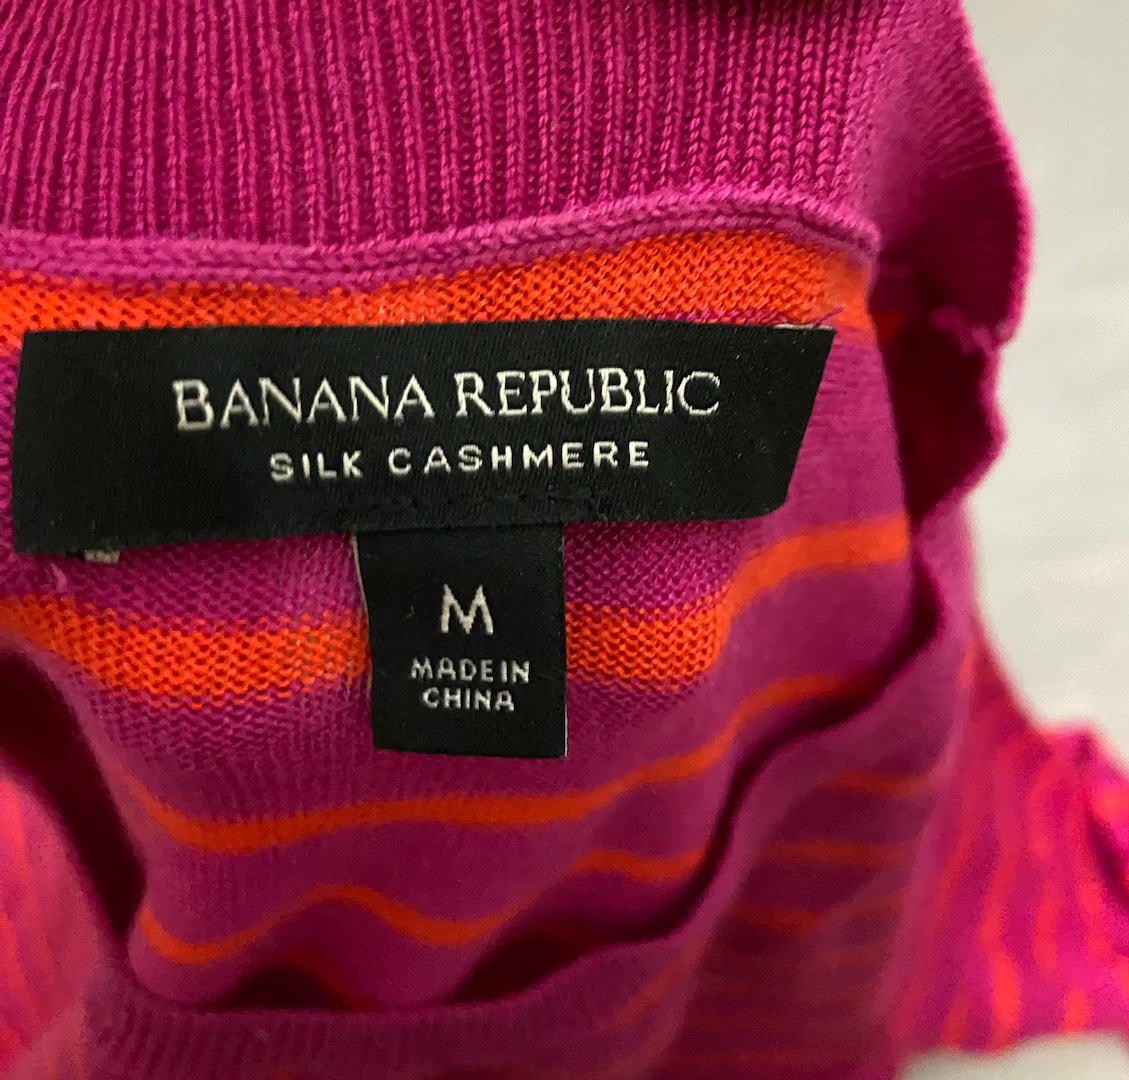 BANANA REPUBLIC
SILK CASHMERE
M
MADE IN
CHINA